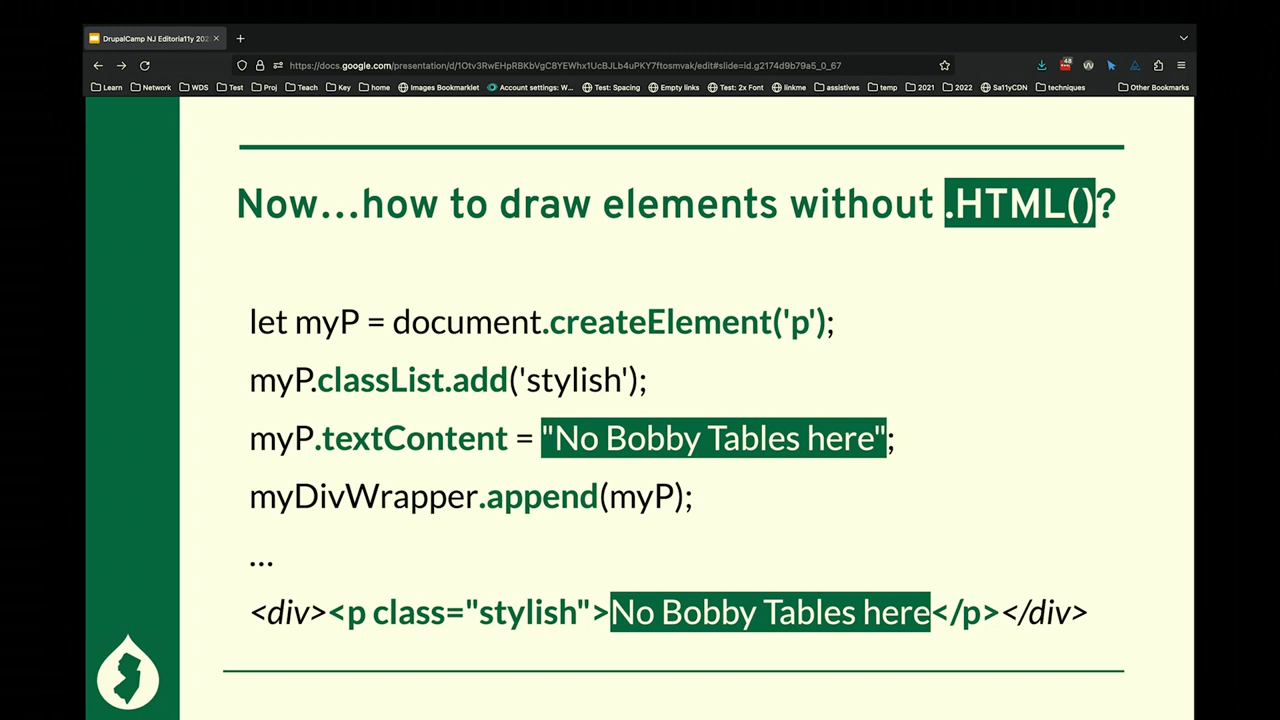 DrupalCamp NJ Editoria11y 202
https://docs.google.com/presentation/d/1Otv3RwEHpRBKbVgC8YEWhx1UcBJLb4uPKY7ftosmvak/edit#slide=id.g2174d9b79a5_0_67
48
Learn Network WDS Test Proj Teach Key home Images Bookmarklet Account settings: W... Test: Spacing Empty links Test: 2x Font linkme assistives temp 2021 2022 Sa11yCDN techniques Other Bookmarks
Now...how to draw elements without .HTML()?
let myP = document.createElement('p');
myP.classList.add('stylish');
myP.textContent = "No Bobby Tables here";
myDivWrapper.append(myP);
...
<div><p class="stylish">No Bobby Tables here</p></div>